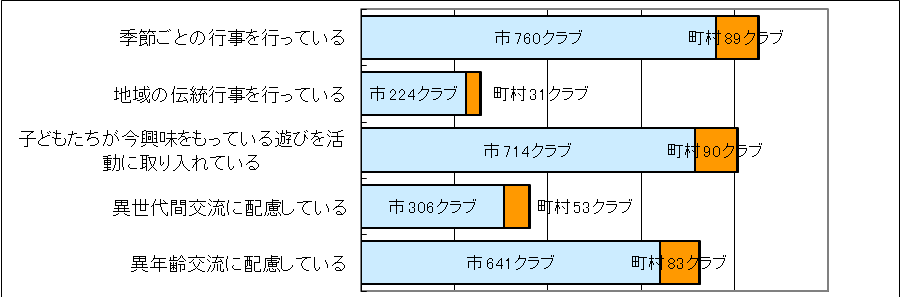 季節ごとの行事を行っている
市760クラブ
町村89クラブ
地域の伝統行事を行っている
市224クラブ
町村31クラブ
子どもたちが今興味をもっている遊びを活
動に取り入れている
市714クラブ
町村90クラブ
異世代間交流に配慮している
市306クラブ
町村53クラブ
異年齢交流に配慮している
市641クラブ
町村83クラブ